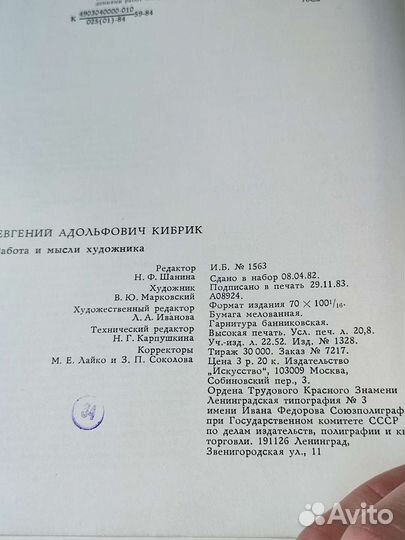 К 4903040000-010 59-84
025(01)-84
ЕВГЕНИЙ АДОЛЬФОВИЧ КИБРИК
Работа и мысли художника
Редактор
Н. Ф. Шанина
Художник
В. Ю. Марковский
Художественный редактор
Л. А. Иванова
Технический редактор
Н. Г. Карпушкина
Корректоры
М. Е. Лайко и З. П. Соколова
И.Б. № 1563
Сдано в набор 08.04.82.
Подписано в печать 29.11.83.
А08924.
Формат издания 70 × 100 1/16.
Бумага мелованная.
Гарнитура банниковская.
Высокая печать. Усл. печ. л. 20,8.
Уч.-изд. л. 22.52. Изд. № 1328.
Тираж 30 000. Заказ № 7217.
Цена 3 р. 20 к. Издательство
"Искусство", 103009 Москва,
Собиновский пер., 3.
Ордена Трудового Красного Знамени
Ленинградская типография № 3
имени Ивана Федорова Союзполиграф
при Государственном комитете СССР
по делам издательств, полиграфии и к
торговли. 191126 Ленинград,
Звенигородская ул., 11
34
Avito